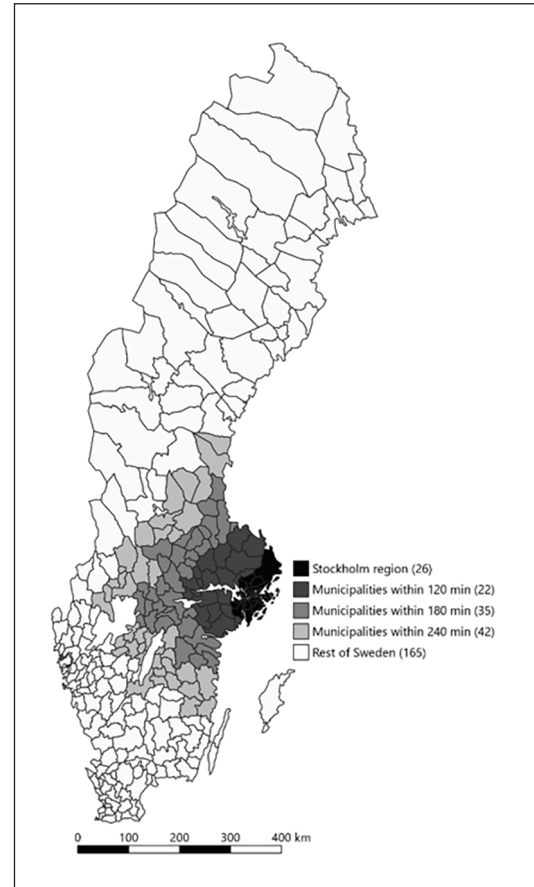 Stockholm region (26)
Municipalities within 120 min (22)
Municipalities within 180 min (35)
Municipalities within 240 min (42)
Rest of Sweden (165)
0 100 200 300 400 km